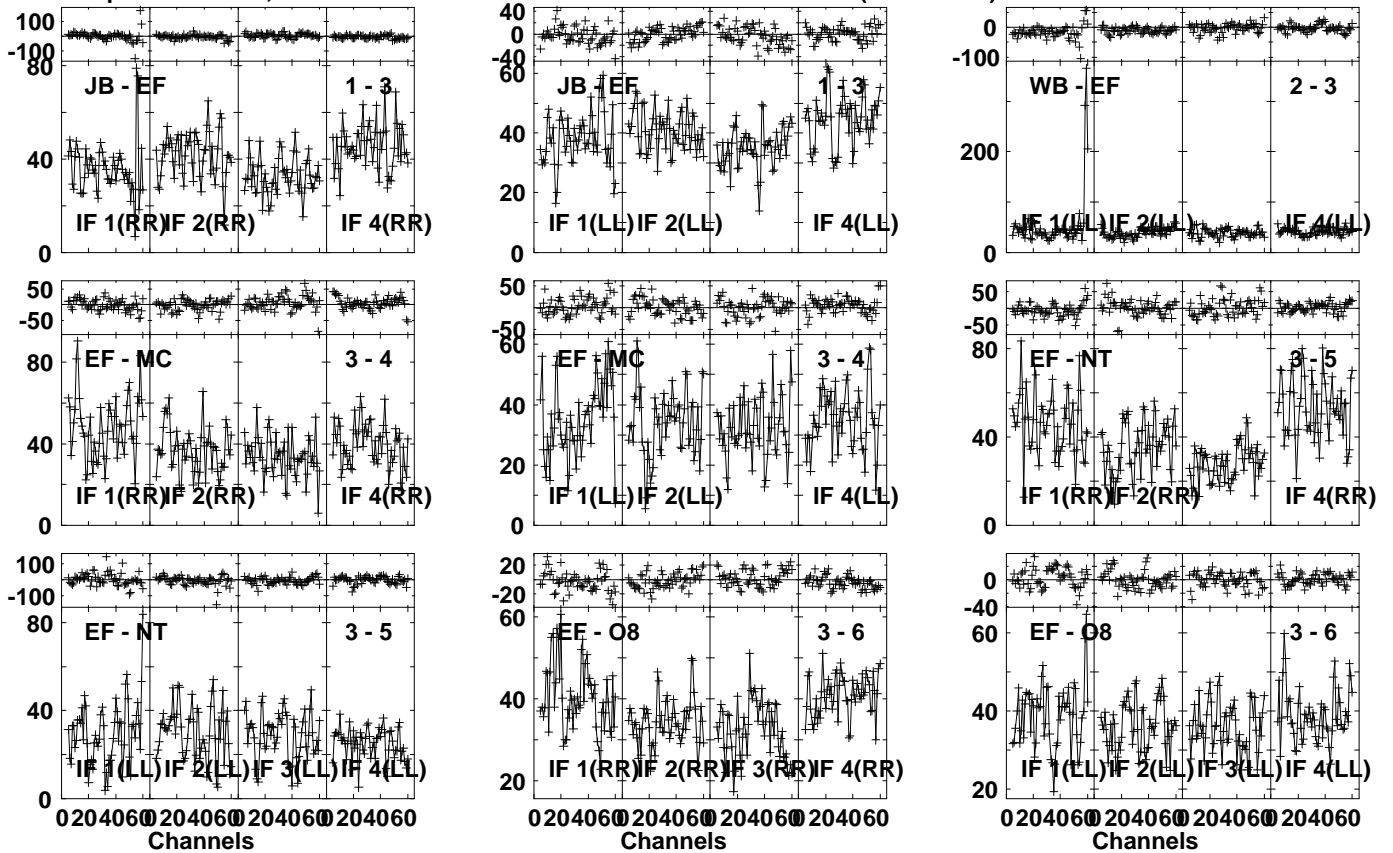 100
-100
80
40
0
JB - EF
1 - 3
IF 1(RR)
IF 2(RR)
IF 4(RR)
40
0
-40
60
40
20
0
JB - EF
1 - 3
IF 1(LL)
IF 2(LL)
IF 4(LL)
0
-100
200
0
WB - EF
2 - 3
IF 1(LL)
IF 2(LL)
IF 4(LL)
50
-50
80
40
0
EF - MC
3 - 4
IF 1(RR)
IF 2(RR)
IF 4(RR)
50
-50
60
40
20
0
EF - MC
3 - 4
IF 1(LL)
IF 2(LL)
IF 4(LL)
50
-50
80
40
0
EF - NT
3 - 5
IF 1(RR)
IF 2(RR)
IF 4(RR)
100
-100
80
40
0
EF - NT
3 - 5
IF 1(LL)
IF 2(LL)
IF 3(LL)
IF 4(LL)
0 20 40 60 0 20 40 60 0 20 40 60 0 20 40 60
Channels
20
0
-20
60
40
20
EF - O8
3 - 6
IF 1(RR)
IF 2(RR)
IF 3(RR)
IF 4(RR)
0 20 40 60 0 20 40 60 0 20 40 60 0 20 40 60
Channels
0
-40
60
40
20
EF - O8
3 - 6
IF 1(LL)
IF 2(LL)
IF 3(LL)
IF 4(LL)
0 20 40 60 0 20 40 60 0 20 40 60 0 20 40 60
Channels